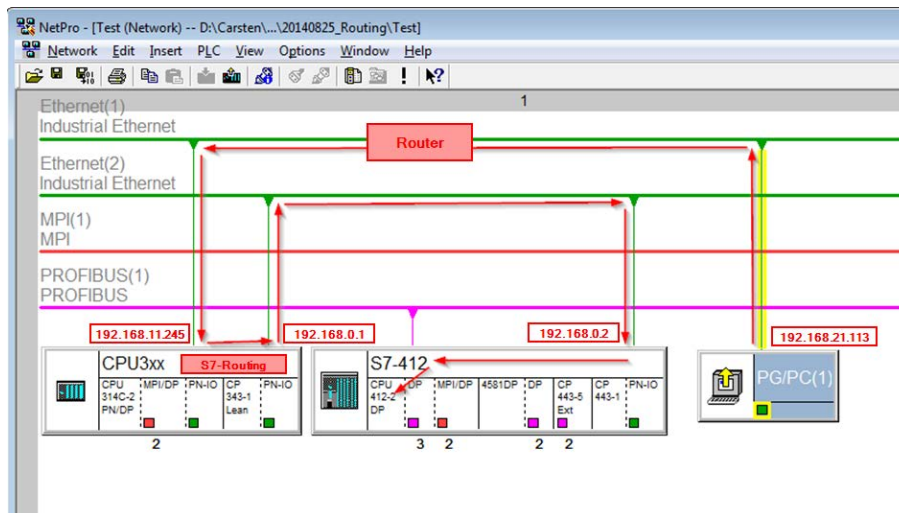 NetPro - [Test (Network) -- D:\Carsten\...\20140825_Routing\Test]
Network Edit Insert PLC View Options Window Help
1
Ethernet(1)
Industrial Ethernet
Router
Ethernet(2)
Industrial Ethernet
MPI(1)
MPI
PROFIBUS(1)
PROFIBUS
192.168.11.245
192.168.0.1
192.168.0.2
192.168.21.113
CPU3xx
S7-Routing
CPU 314C-2 PN/DP
MPI/DP
PN-IO
CP 343-1 Lean
PN-IO
2
S7-412
CPU 412-2 DP
DP
MPI/DP
4581DP
DP
CP 443-5 Ext
CP 443-1
PN-IO
3 2 2 2
PG/PC(1)